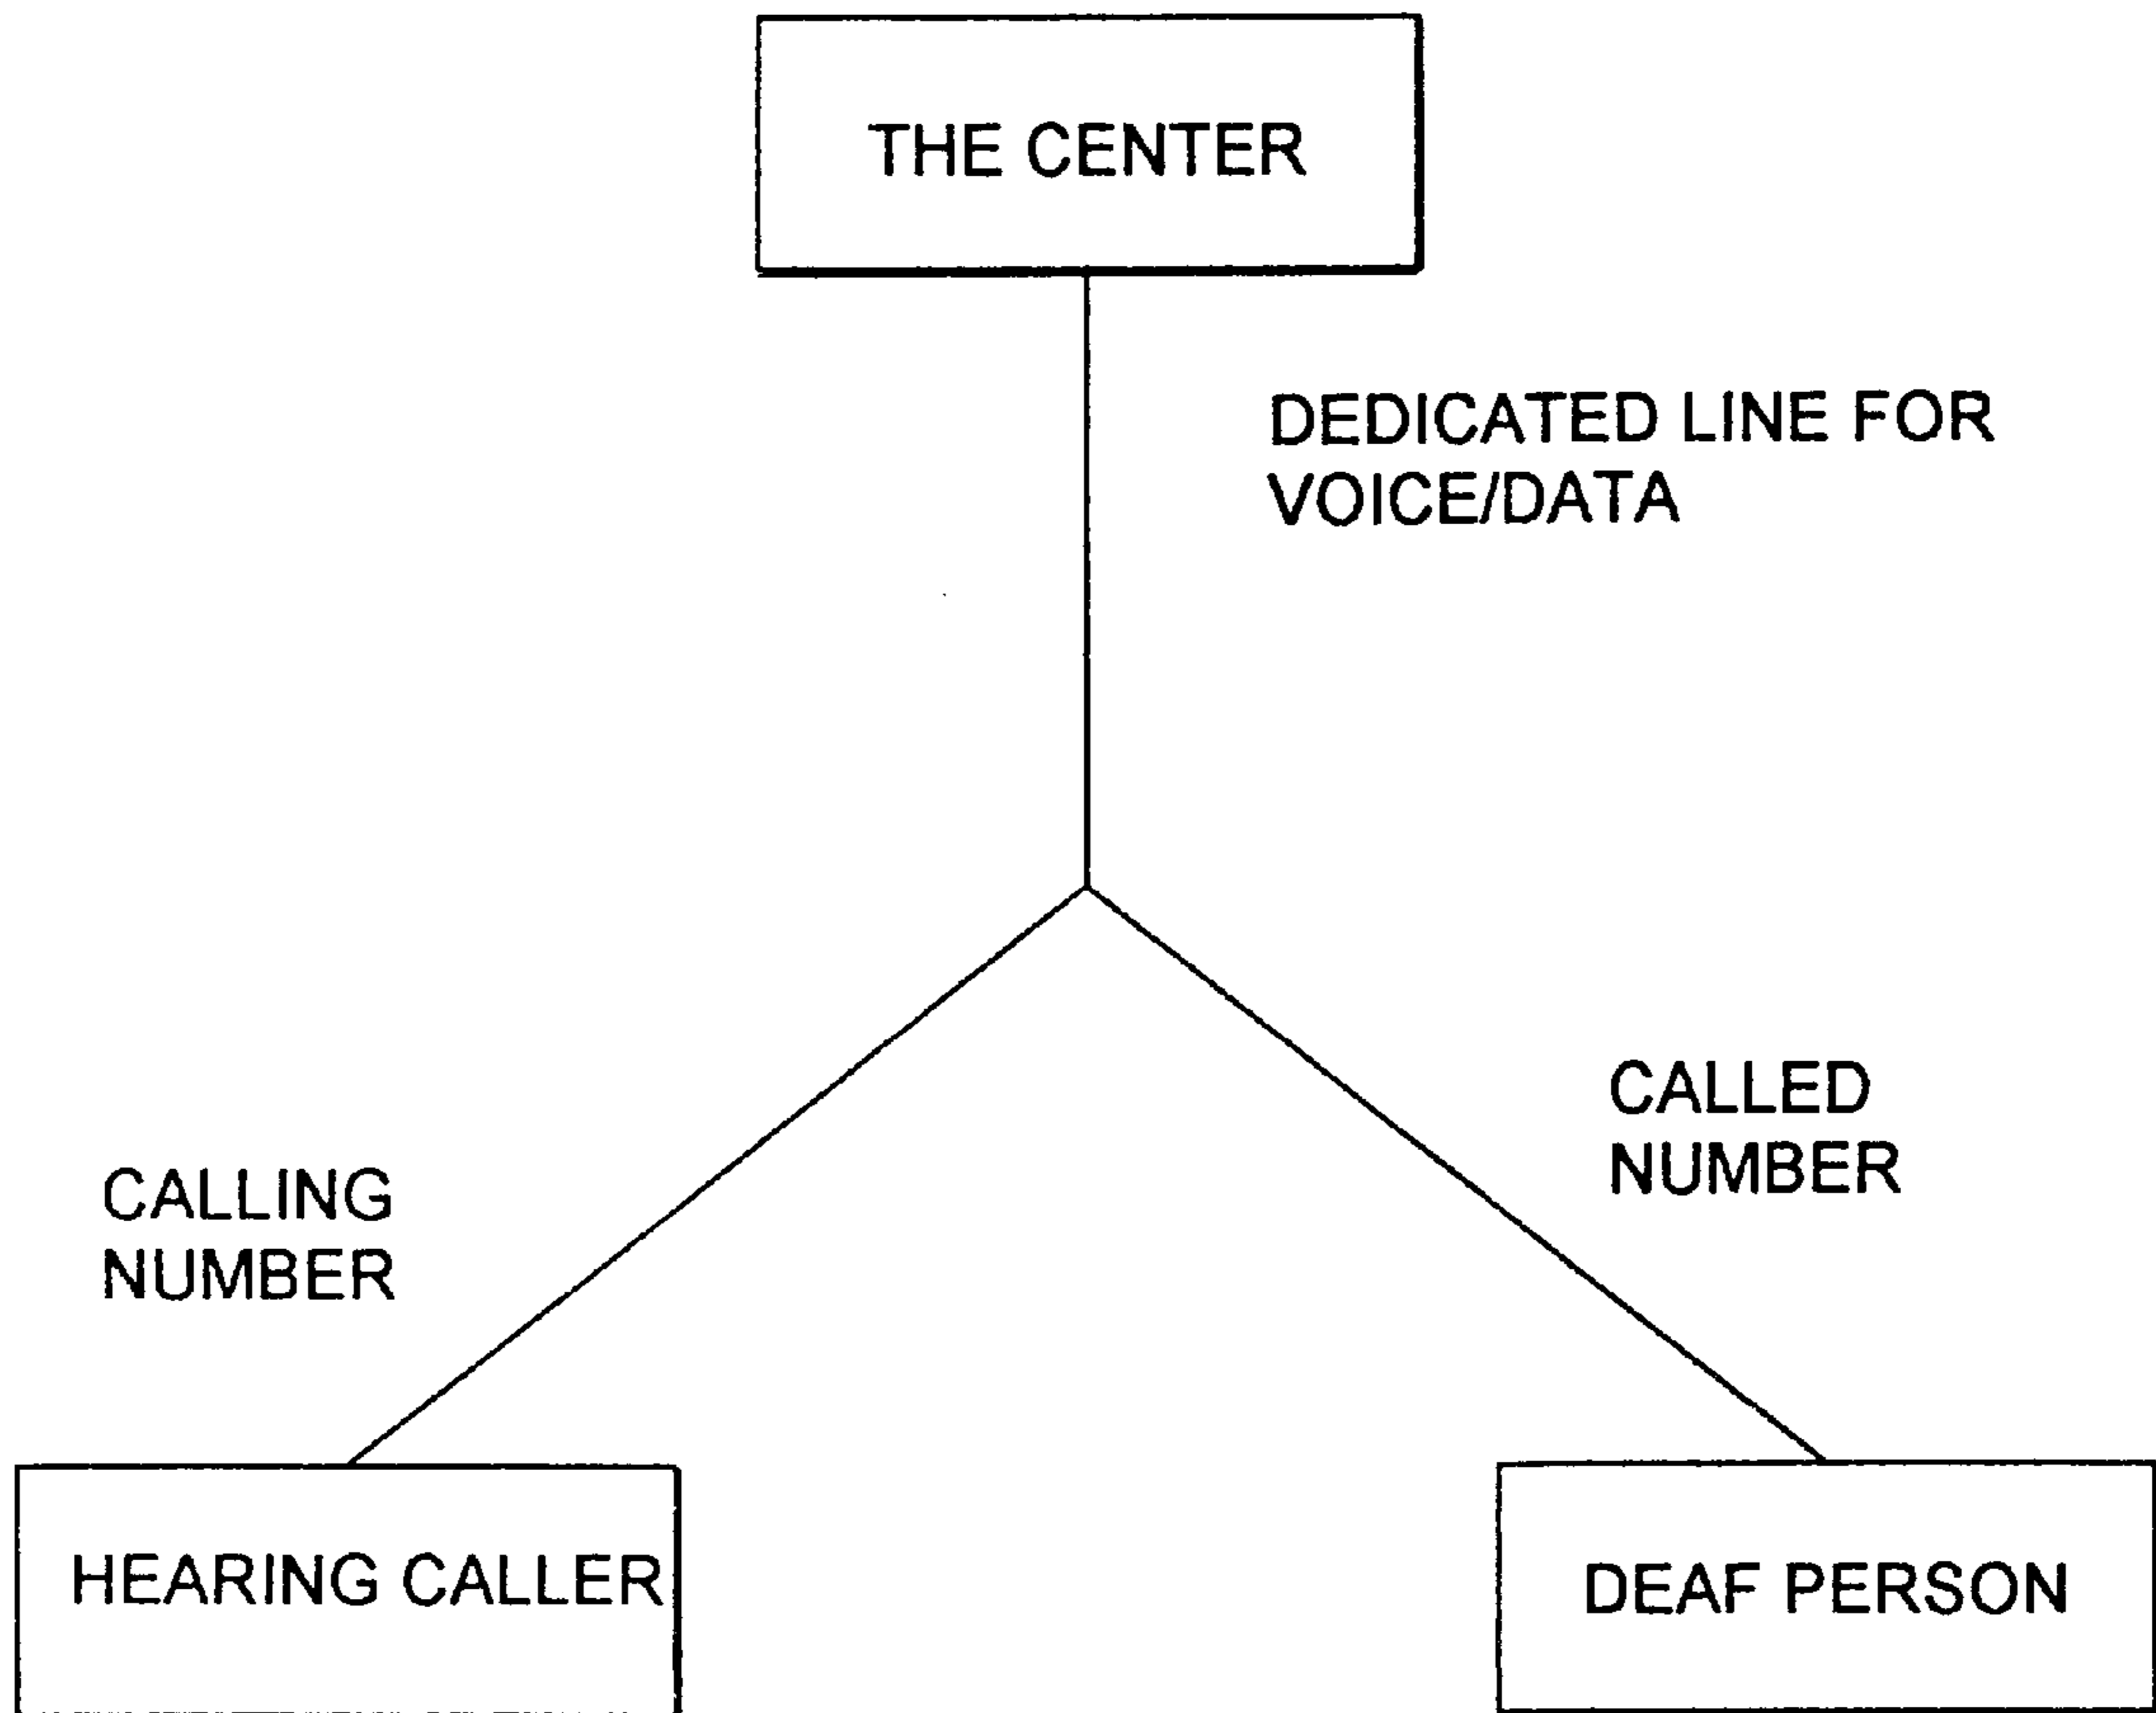 THE CENTER
DEDICATED LINE FOR
VOICE/DATA
CALLED
NUMBER
CALLING
NUMBER
HEARING CALLER
DEAF PERSON